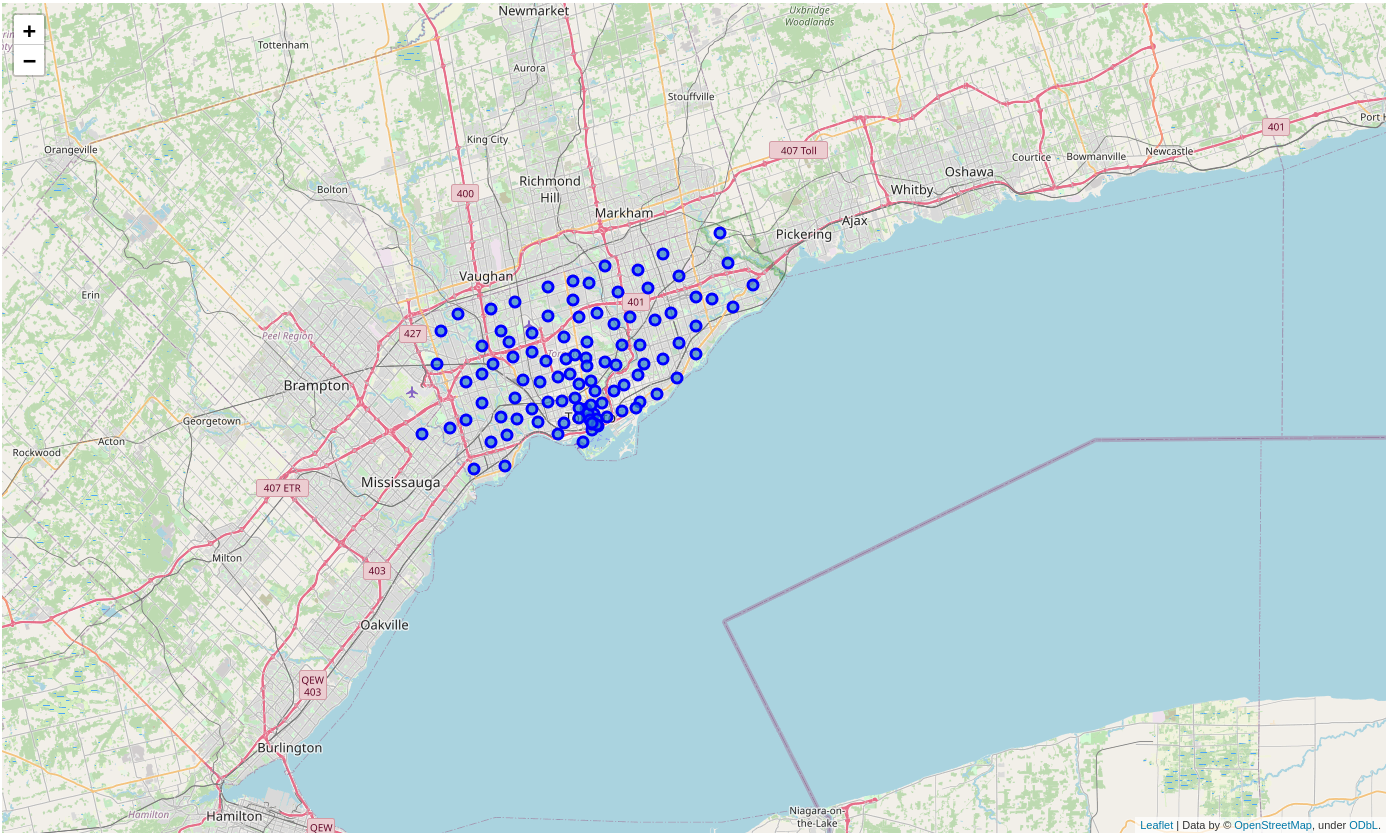 Newmarket
Uxbridge
Woodlands
+
−
Tottenham
Aurora
Stouffville
401
Port H
King City
Orangeville
407 Toll
Courtice
Bowmanville
Newcastle
Oshawa
Bolton
400
Richmond
Hill
Whitby
Markham
Ajax
Pickering
Vaughan
Erin
401
427
Peel Region
Brampton
Georgetown
Acton
Rockwood
Mississauga
407 ETR
Milton
403
Oakville
QEW
403
Burlington
Hamilton
Hamilton
QEW
Niagara-on-
the-Lake
Leaflet | Data by © OpenStreetMap, under ODbL.